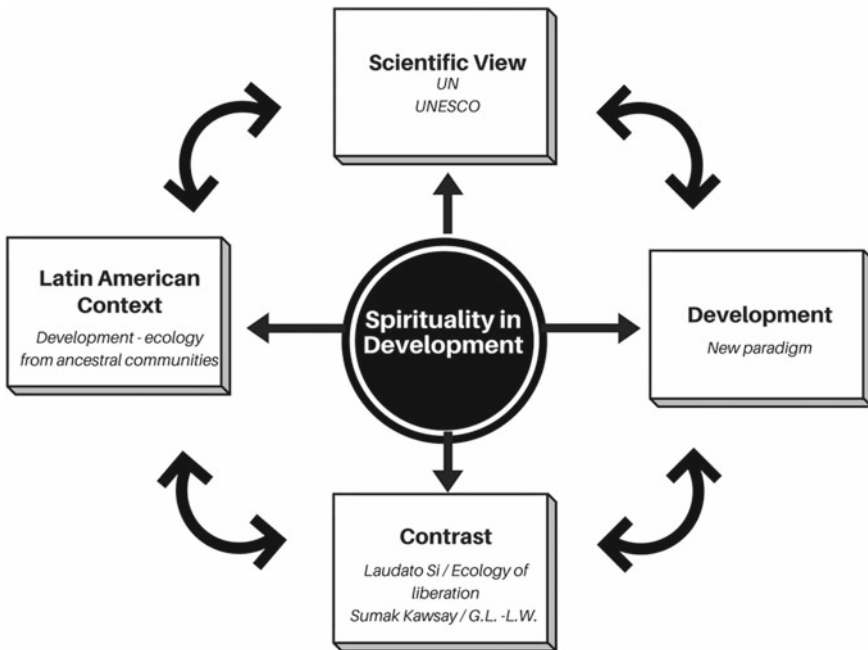 Scientific View
UN
UNESCO
Latin American
Context
Development - ecology
from ancestral communities
Spirituality in
Development
Development
New paradigm
Contrast
Laudato Si / Ecology of
liberation
Sumak Kawsay / G.L. -L.W.